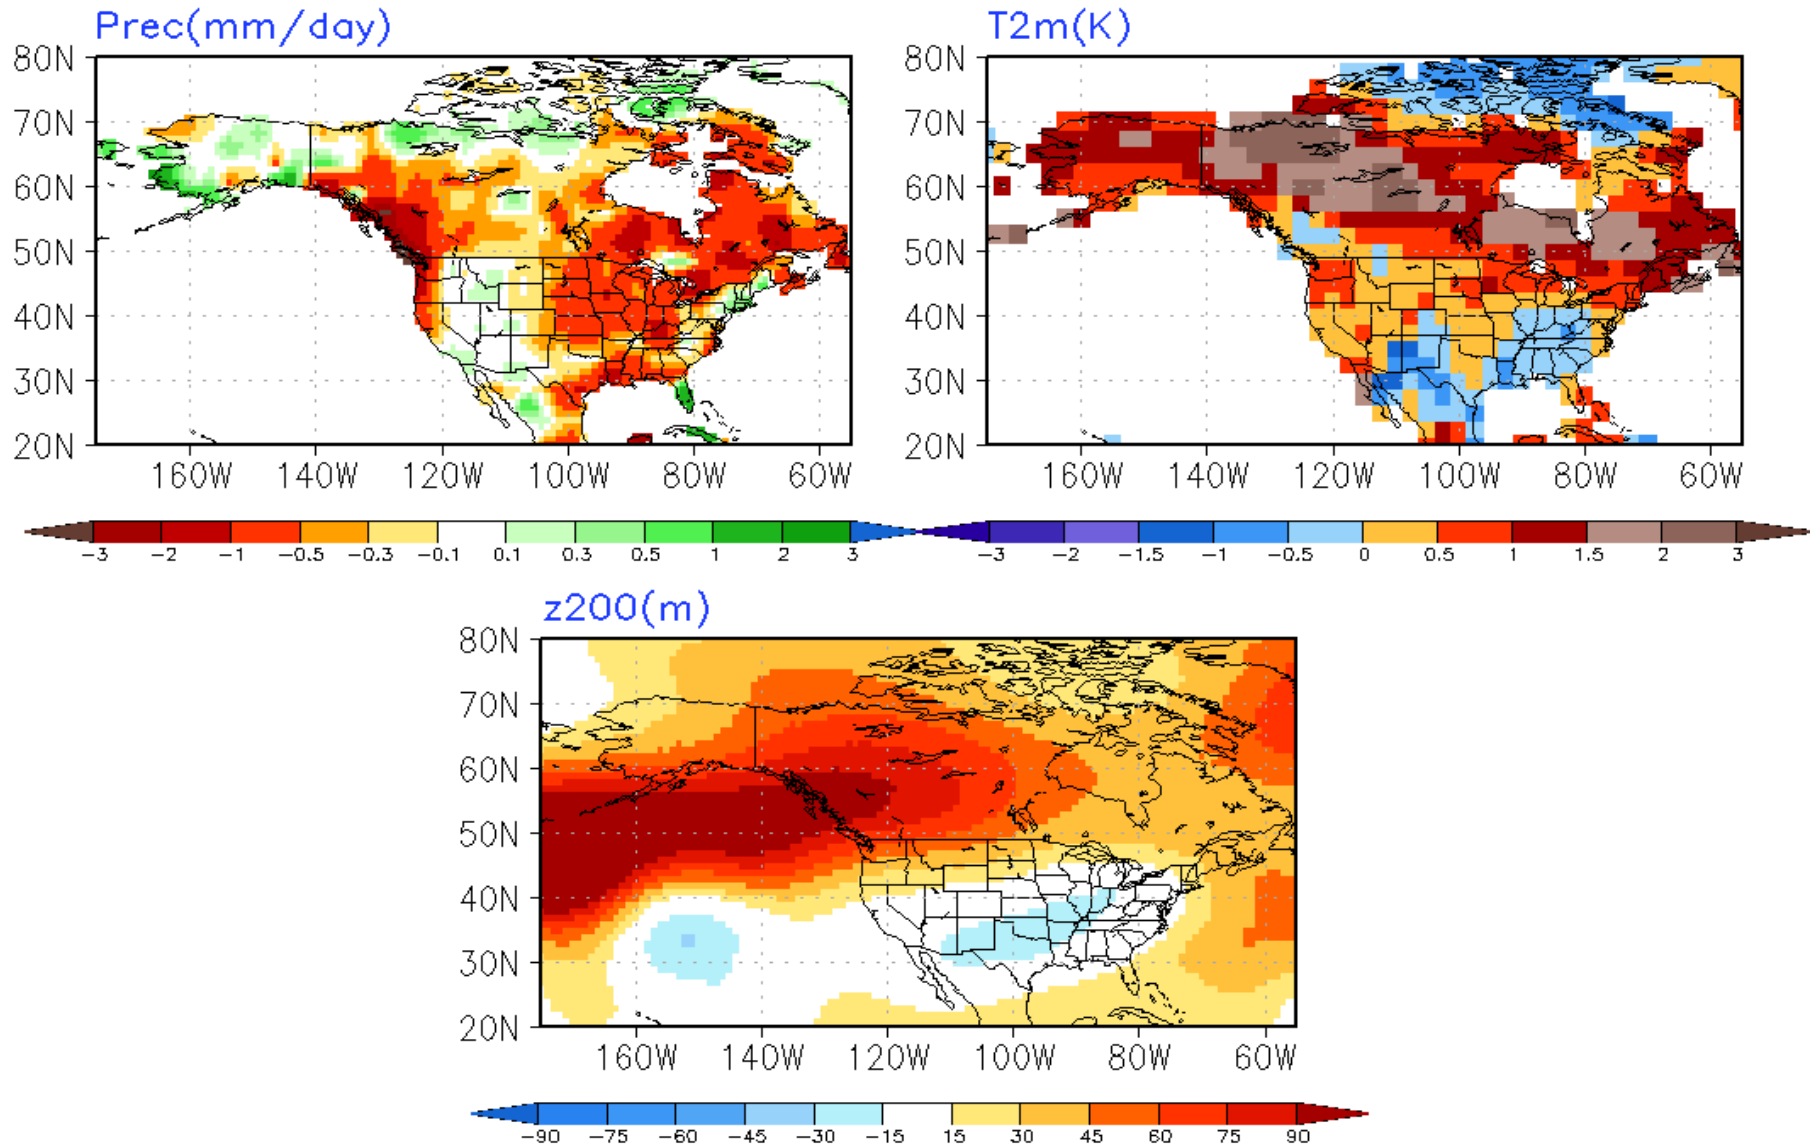 Prec(mm/day)
T2m(K)
80N
70N
60N
50N
40N
30N
20N
160W 140W 120W 100W 80W 60W
80N
70N
60N
50N
40N
30N
20N
160W 140W 120W 100W 80W 60W
-3 -2 -1 -0.5 -0.3 -0.1 0.1 0.3 0.5 1 2 3
-3 -2 -1.5 -1 -0.5 0 0.5 1 1.5 2 3
z200(m)
80N
70N
60N
50N
40N
30N
20N
160W 140W 120W 100W 80W 60W
-90 -75 -60 -45 -30 -15 15 30 45 60 75 90